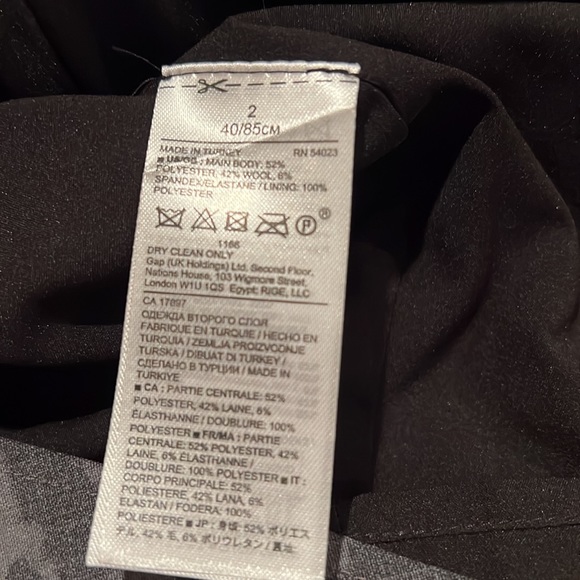 2
40/85CM
MADE IN TURKEY RN 54023
■ US/GB : MAIN BODY: 52%
POLYESTER, 42% WOOL, 6%
SPANDEX/ELASTANE / LINING: 100%
POLYESTER
P®
1166
DRY CLEAN ONLY
Gap (UK Holdings) Ltd. Second Floor,
Nations House, 103 Wigmore Street,
London W1U 1QS Egypt: RIGE, LLC
CA 17897
ОДЕЖДА ВТОРОГО СЛОЯ
FABRIQUE EN TURQUIE / HECHO EN
TURQUIA / ZEMLJA PROIZVODNJE
TURSKA / DIBUAT DI TURKEY /
СДЕЛАНО В ТУРЦИИ / MADE IN
TURKIYE
■ CA : PARTIE CENTRALE: 52%
POLYESTER, 42% LAINE, 6%
ÉLASTHANNE / DOUBLURE: 100%
POLYESTER ■ FR/MA : PARTIE
CENTRALE: 52% POLYESTER, 42%
LAINE, 6% ÉLASTHANNE /
DOUBLURE: 100% POLYESTER ■ IT :
CORPO PRINCIPALE: 52%
POLIESTERE, 42% LANA, 6%
ELASTAN / FODERA: 100%
POLIESTERE ■ JP : 身頃: 52% ポリエス
テル, 42% 毛, 6% ポリウレタン / 裏地: